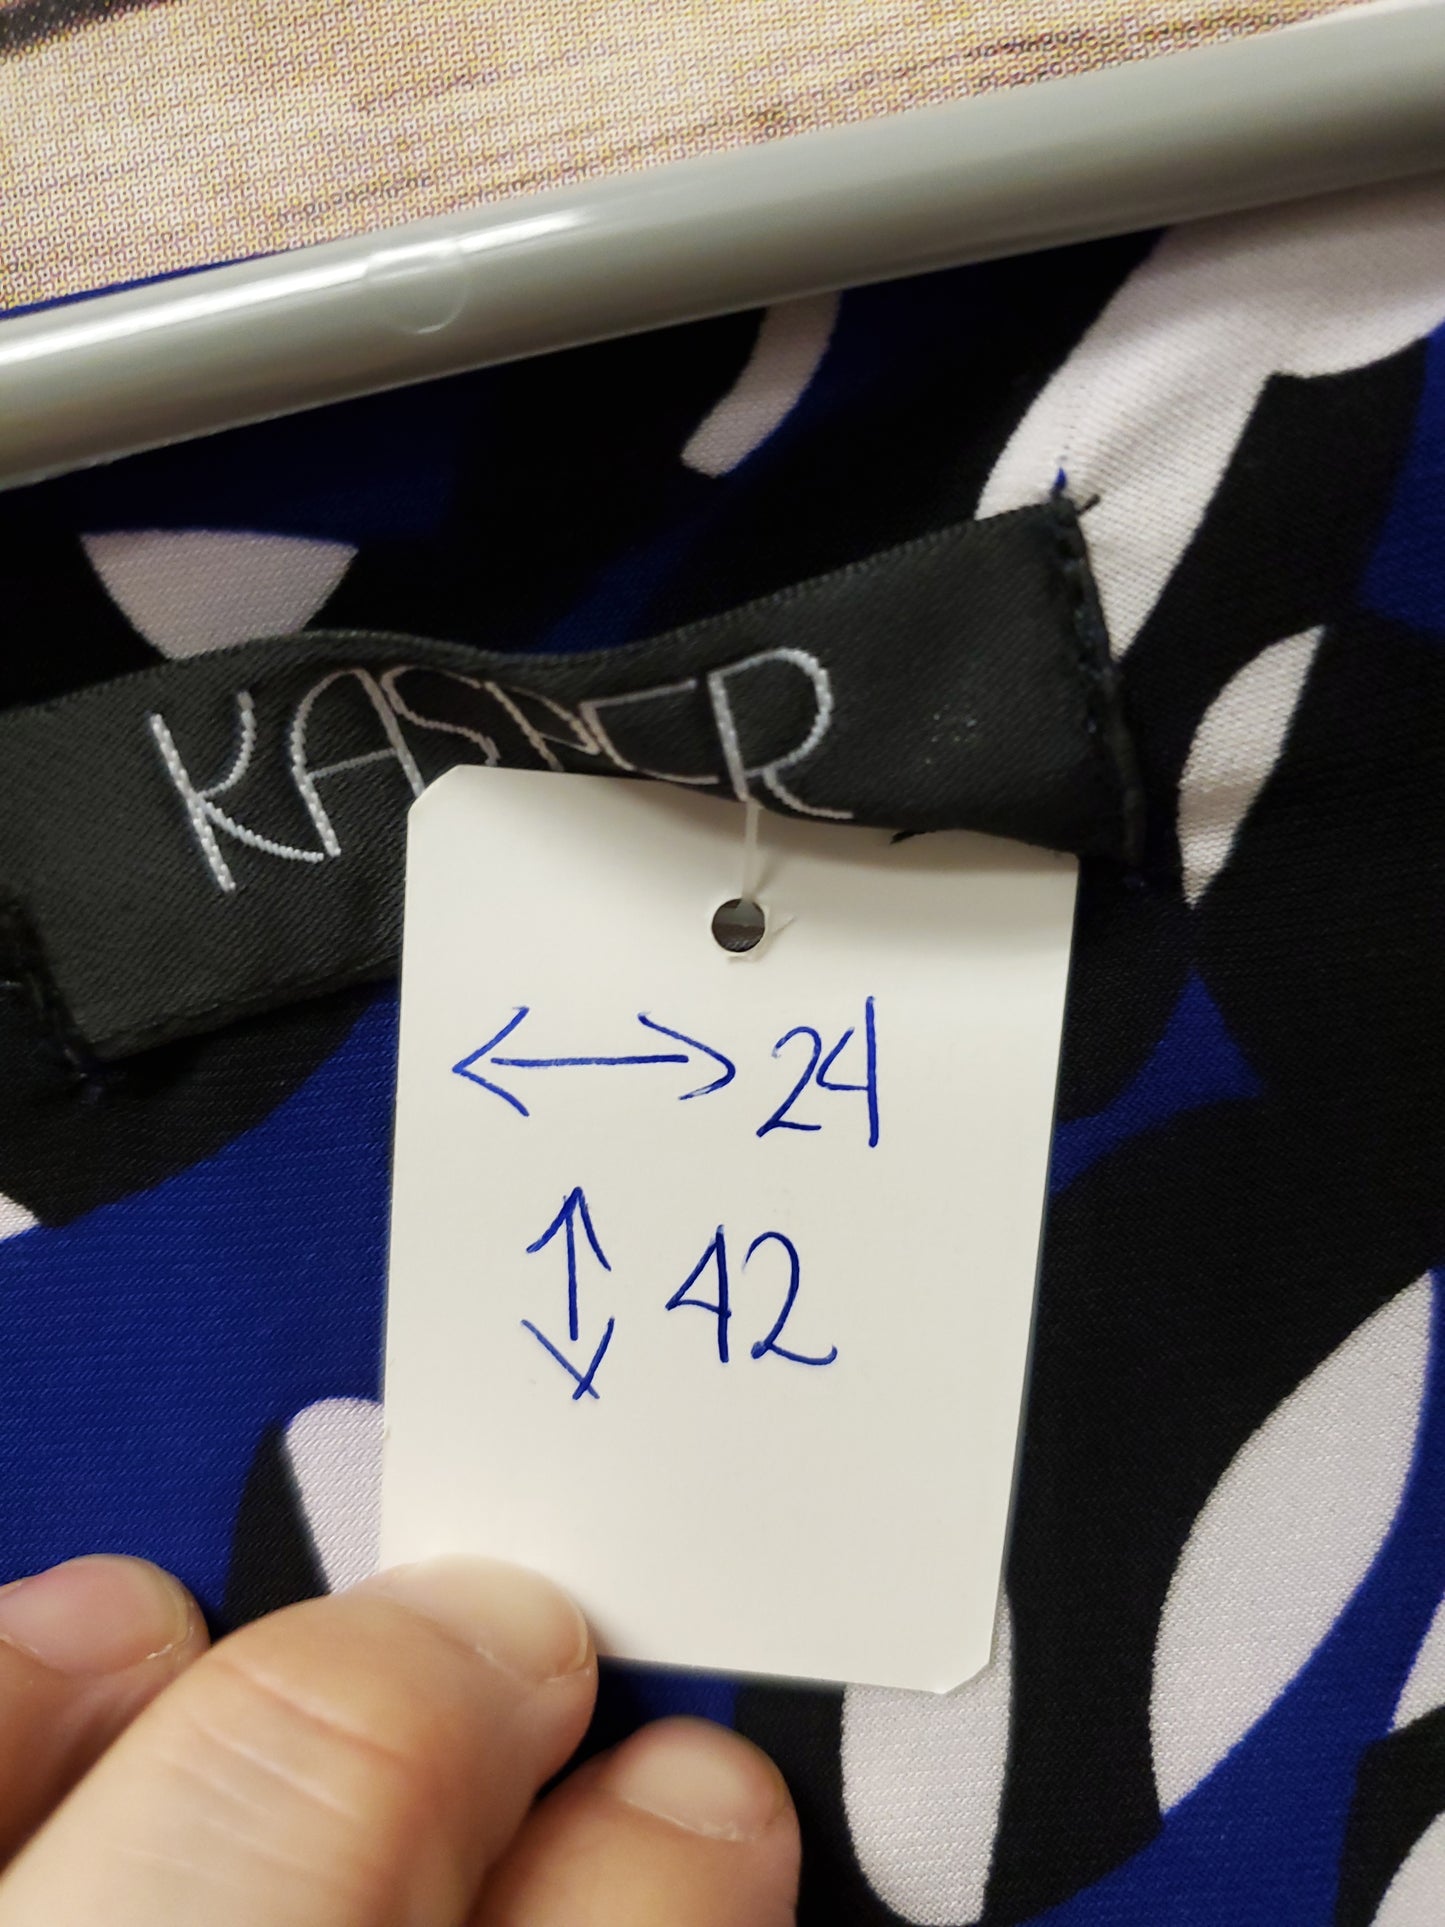 KASPER
↔ 24
↕ 42